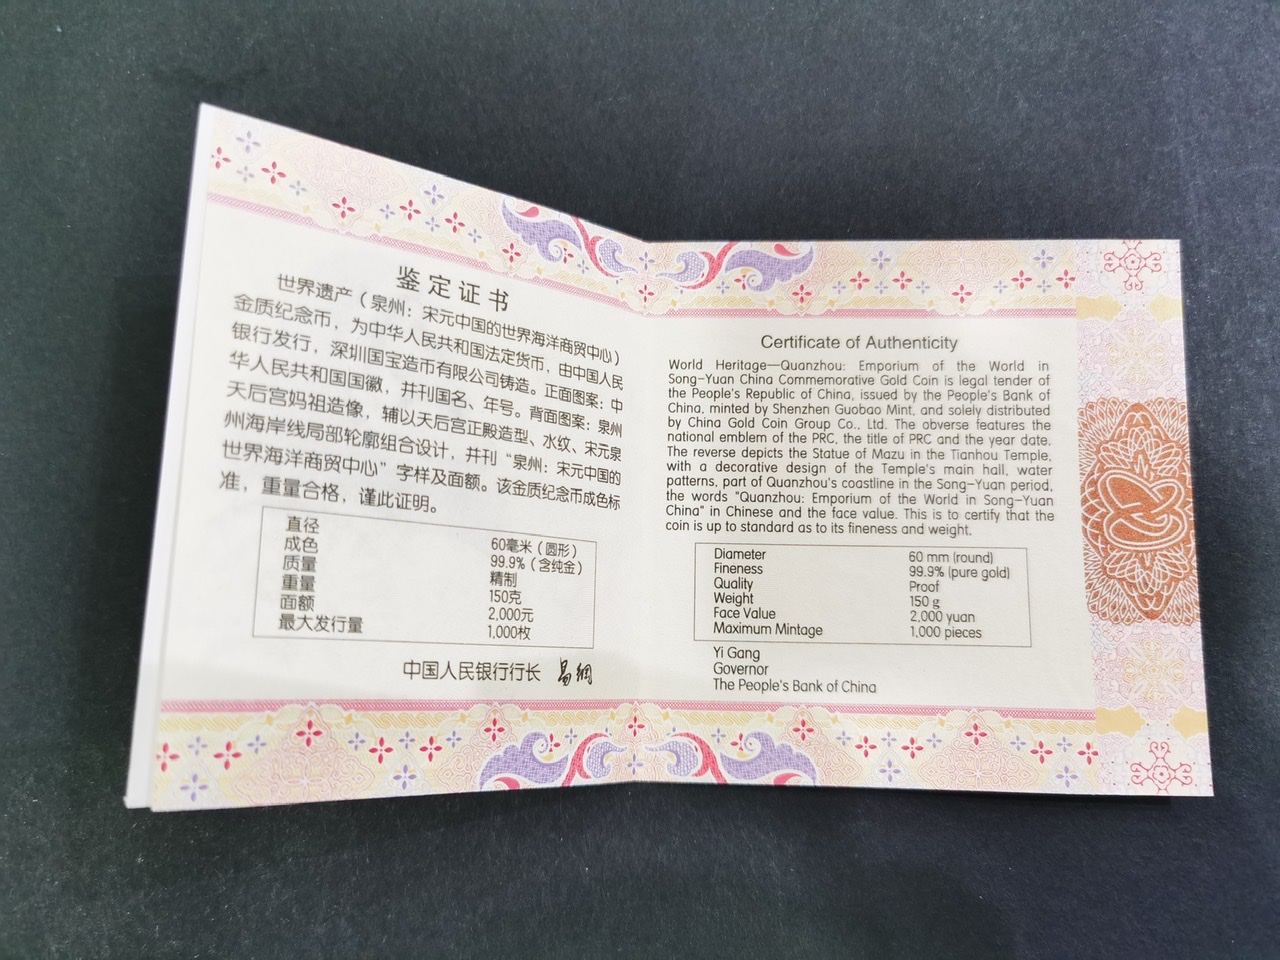 鉴定证书
世界遗产（泉州：宋元中国的世界海洋商贸中心）
金质纪念币，为中华人民共和国法定货币，由中国人民
银行发行，深圳国宝造币有限公司铸造。正面图案：中
华人民共和国国徽，并刊国名、年号。背面图案：泉州
天后宫妈祖造像，辅以天后宫正殿造型、水纹、宋元泉
州海岸线局部轮廓组合设计，并刊“泉州：宋元中国的
世界海洋商贸中心”字样及面额。该金质纪念币成色标
准，重量合格，谨此证明。
直径 60毫米（圆形）
成色 99.9%（含纯金）
质量 精制
重量 150克
面额 2,000元
最大发行量 1,000枚
中国人民银行行长 易纲
Certificate of Authenticity
World Heritage—Quanzhou: Emporium of the World in
Song-Yuan China Commemorative Gold Coin is legal tender of
the People's Republic of China, issued by the People's Bank of
China, minted by Shenzhen Guobao Mint, and solely distributed
by China Gold Coin Group Co., Ltd. The obverse features the
national emblem of the PRC, the title of PRC and the year date.
The reverse depicts the Statue of Mazu in the Tianhou Temple,
with a decorative design of the Temple's main hall, water
patterns, part of Quanzhou's coastline in the Song-Yuan period,
the words "Quanzhou: Emporium of the World in Song-Yuan
China" in Chinese and the face value. This is to certify that the
coin is up to standard as to its fineness and weight.
Diameter 60 mm (round)
Fineness 99.9% (pure gold)
Quality Proof
Weight 150 g
Face Value 2,000 yuan
Maximum Mintage 1,000 pieces
Yi Gang
Governor
The People's Bank of China